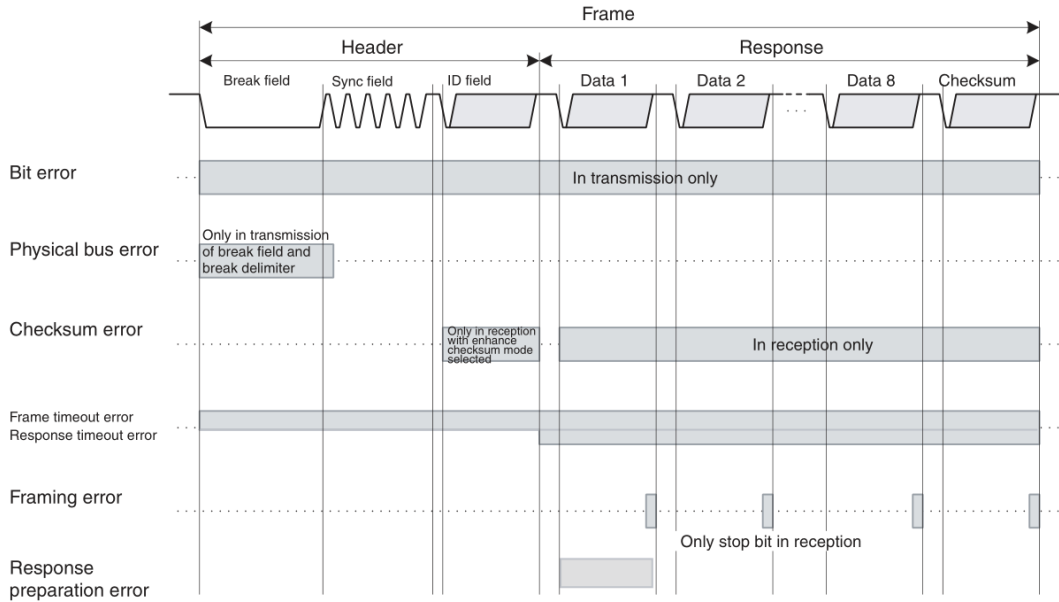 Frame
Header
Response
Break field
Sync field
ID field
Data 1
Data 2
Data 8
Checksum
...
Bit error
In transmission only
Physical bus error
Only in transmission
of break field and
break delimiter
Checksum error
Only in reception
with enhance
checksum mode
selected
In reception only
Frame timeout error
Response timeout error
Framing error
Only stop bit in reception
Response
preparation error